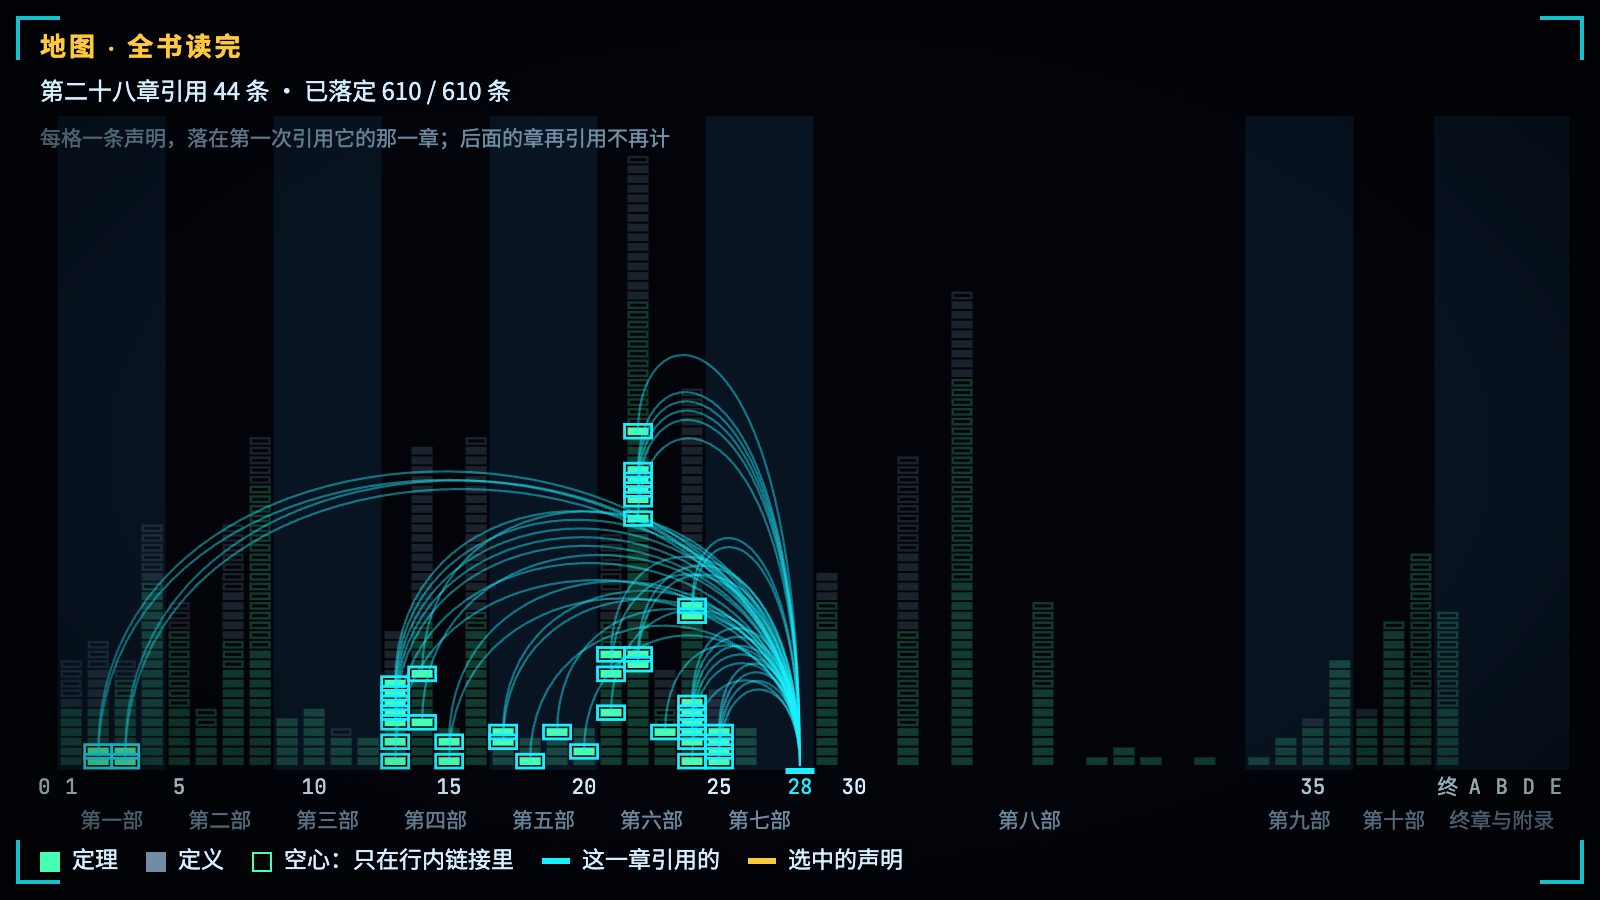 地图 · 全书读完
第二十八章引用 44 条 · 已落定 610 / 610 条
每格一条声明，落在第一次引用它的那一章；后面的章再引用不再计
0 1 5 10 15 20 25 28 30 35 终 A B D E
第一部 第二部 第三部 第四部 第五部 第六部 第七部 第八部 第九部 第十部 终章与附录
定理 定义 空心：只在行内链接里 这一章引用的 选中的声明